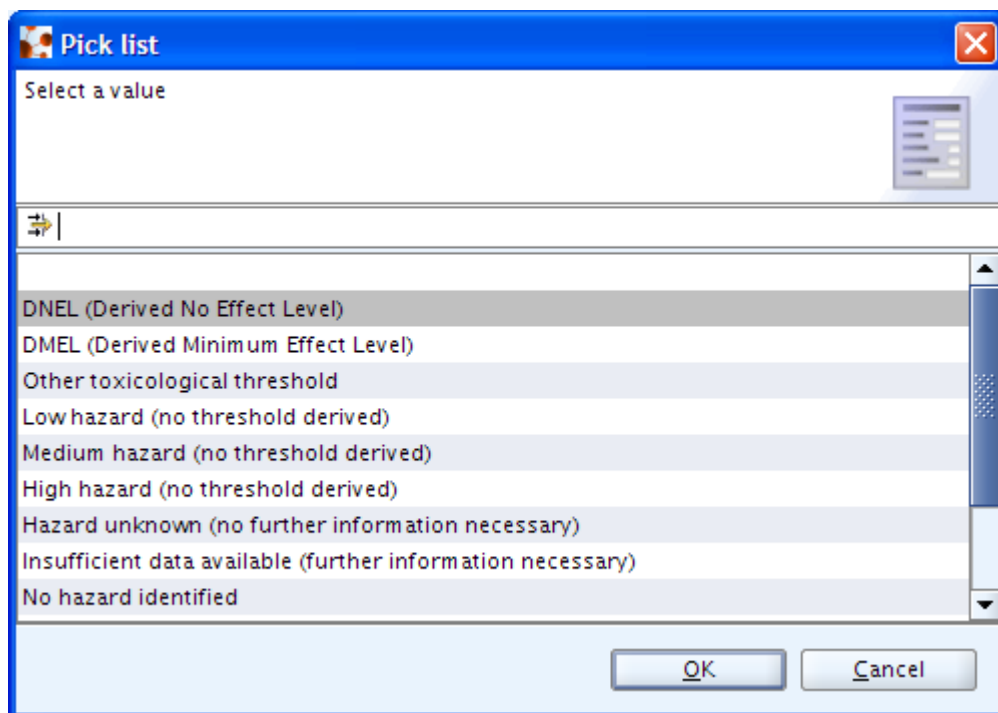 Pick list
Select a value
DNEL (Derived No Effect Level)
DMEL (Derived Minimum Effect Level)
Other toxicological threshold
Low hazard (no threshold derived)
Medium hazard (no threshold derived)
High hazard (no threshold derived)
Hazard unknown (no further information necessary)
Insufficient data available (further information necessary)
No hazard identified
OK
Cancel